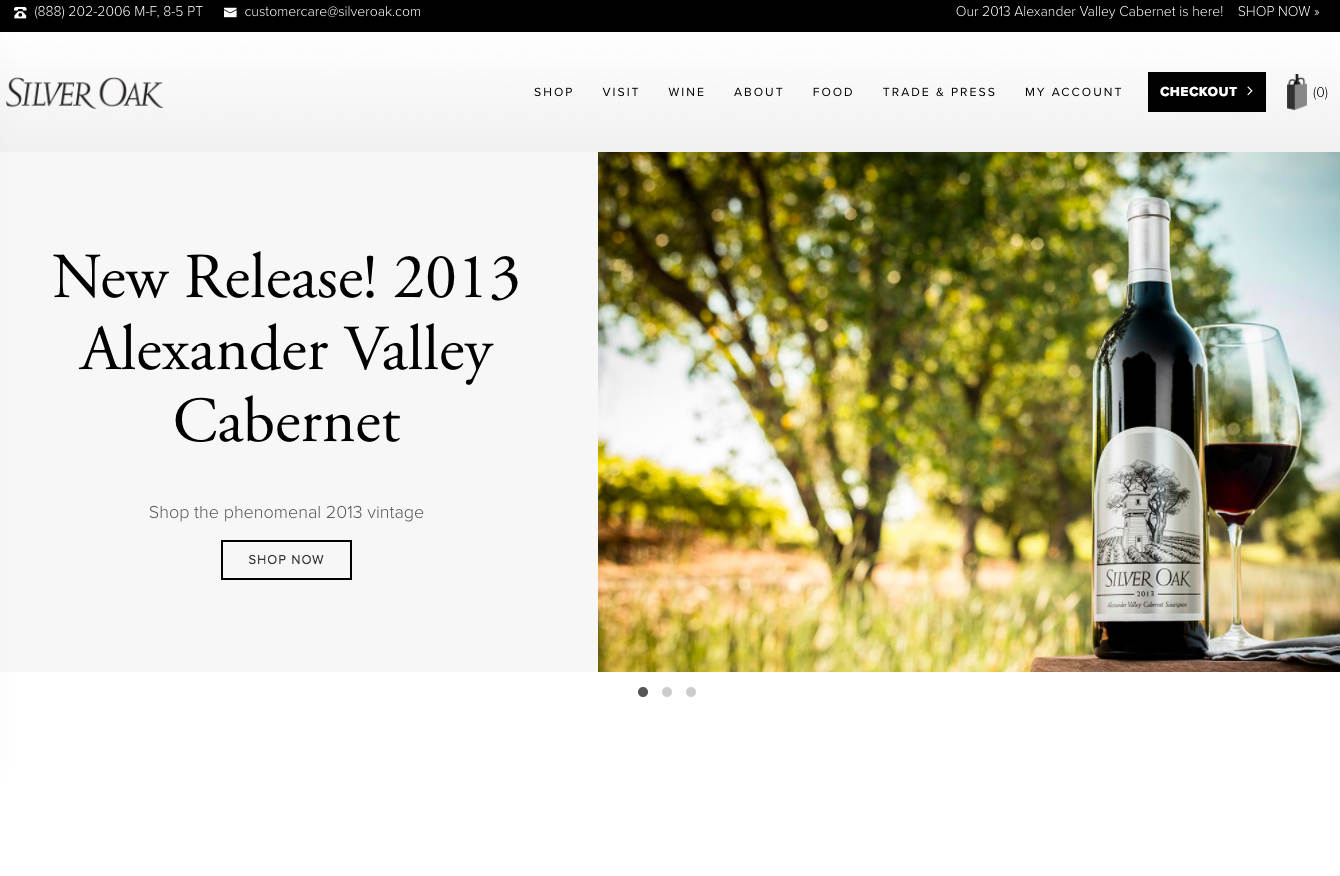 (888) 202-2006 M-F, 8-5 PT customercare@silveroak.com Our 2013 Alexander Valley Cabernet is here! SHOP NOW »
SILVER OAK
SHOP VISIT WINE ABOUT FOOD TRADE & PRESS MY ACCOUNT CHECKOUT > (0)
New Release! 2013
Alexander Valley
Cabernet
Shop the phenomenal 2013 vintage
SHOP NOW
SILVER OAK
2013
Alexander Valley Cabernet Sauvignon